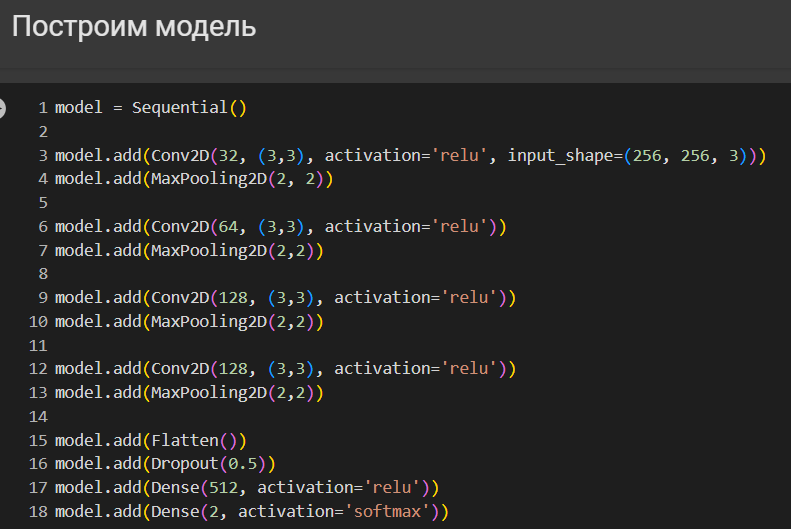 Построим модель
1 model = Sequential()
2
3 model.add(Conv2D(32, (3,3), activation='relu', input_shape=(256, 256, 3)))
4 model.add(MaxPooling2D(2, 2))
5
6 model.add(Conv2D(64, (3,3), activation='relu'))
7 model.add(MaxPooling2D(2,2))
8
9 model.add(Conv2D(128, (3,3), activation='relu'))
10 model.add(MaxPooling2D(2,2))
11
12 model.add(Conv2D(128, (3,3), activation='relu'))
13 model.add(MaxPooling2D(2,2))
14
15 model.add(Flatten())
16 model.add(Dropout(0.5))
17 model.add(Dense(512, activation='relu'))
18 model.add(Dense(2, activation='softmax'))